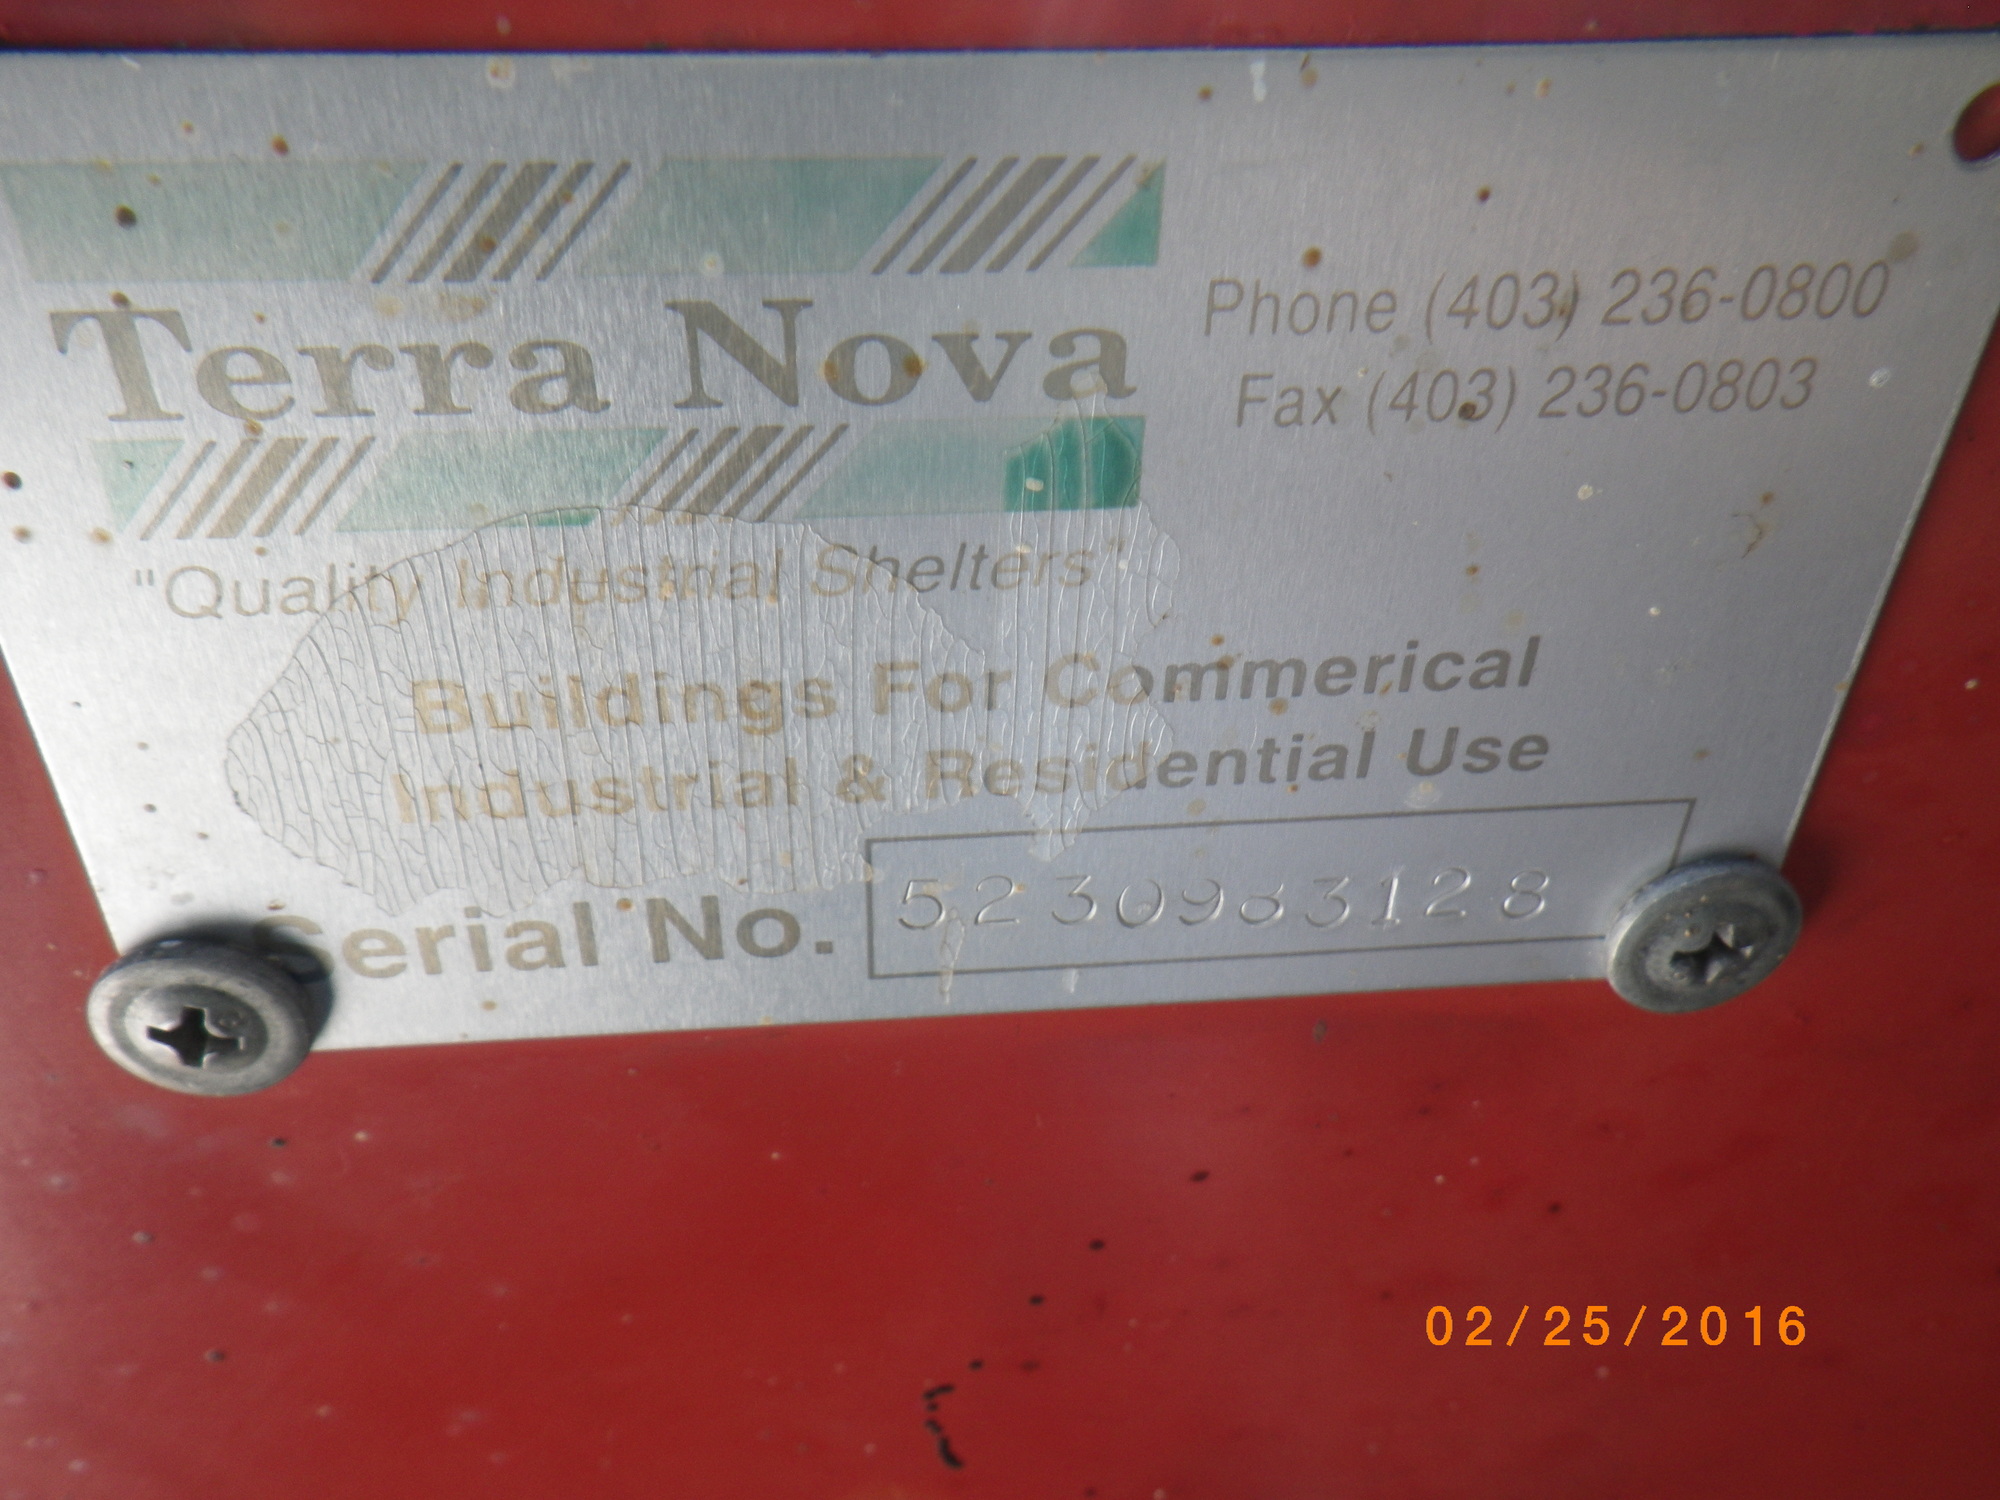 Terra Nova
Phone (403) 236-0800
Fax (403) 236-0803
"Quality Industrial Shelters"
Buildings For Commerical
Industrial & Residential Use
Serial No.
02/25/2016